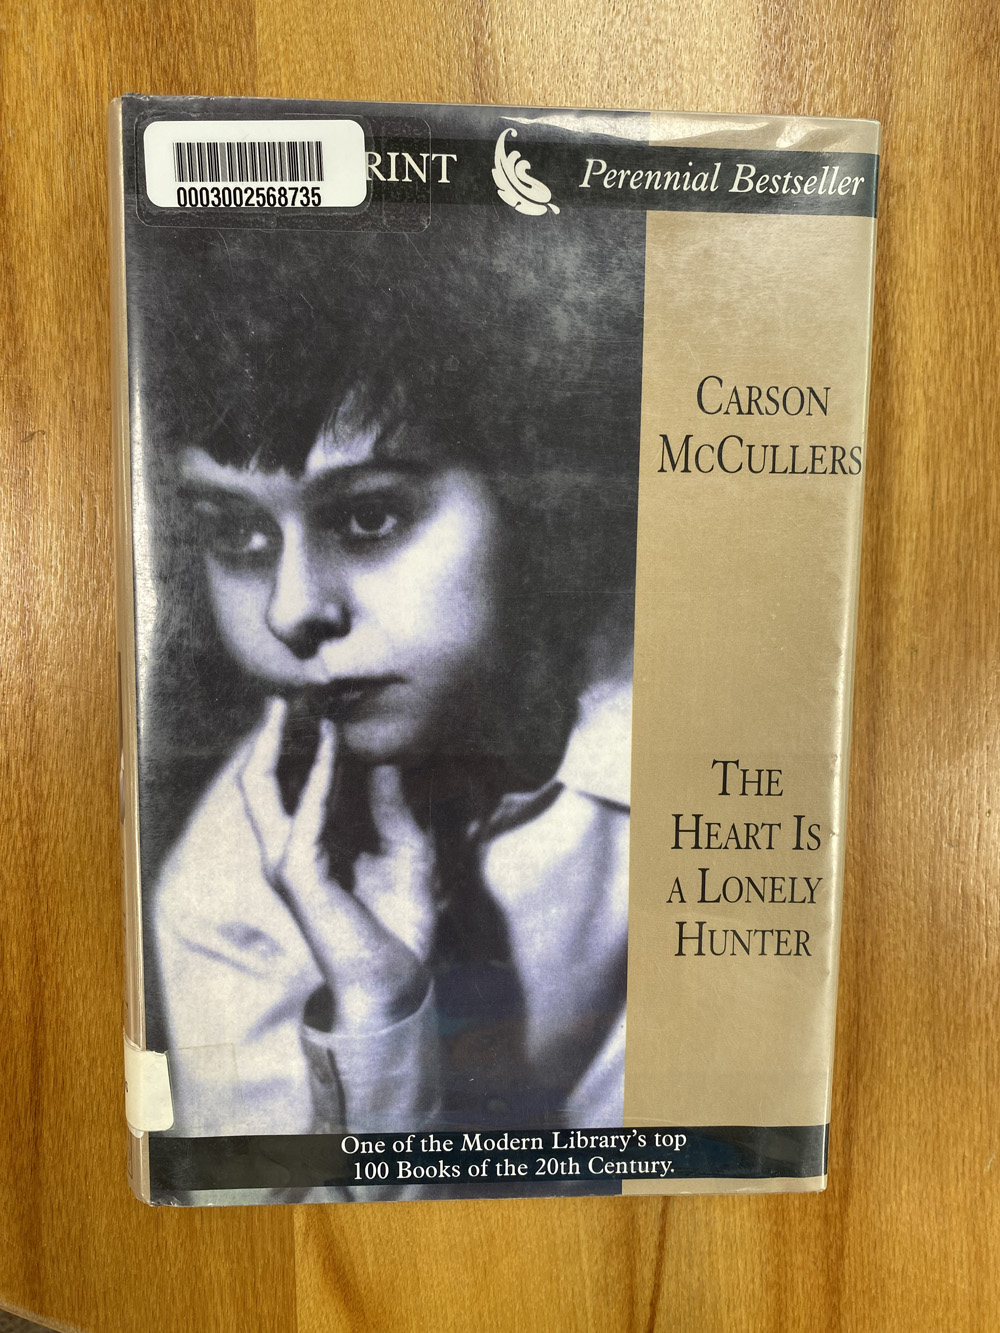 0003002568735
RINT
Perennial Bestseller
CARSON
MCCULLERS
THE
HEART IS
A LONELY
HUNTER
One of the Modern Library's top
100 Books of the 20th Century.